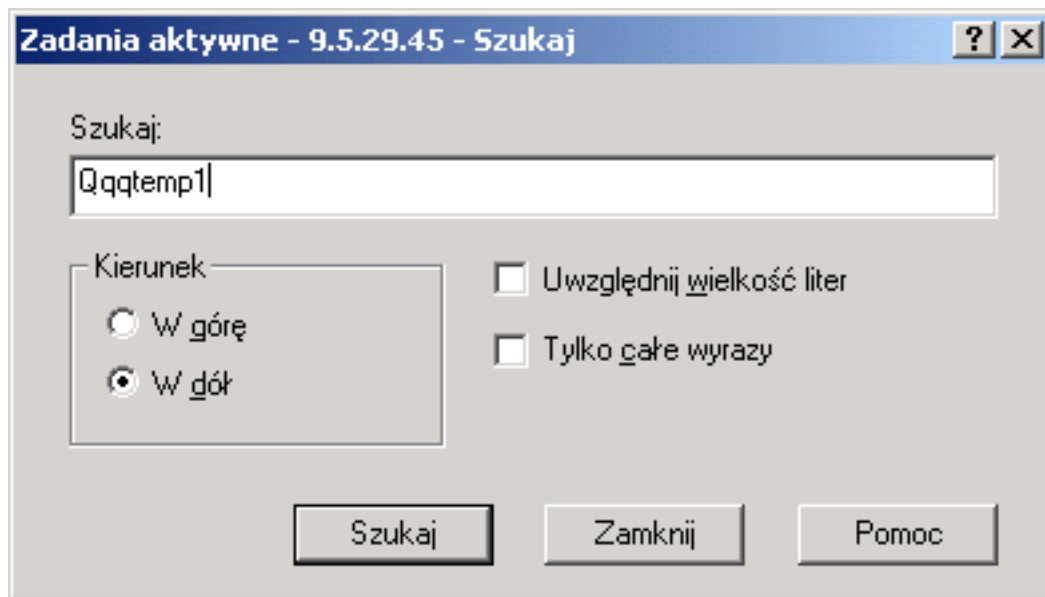 Zadania aktywne - 9.5.29.45 - Szukaj
Szukaj:
Qqqtemp1
Kierunek
W górę
W dół
Uwzględnij wielkość liter
Tylko całe wyrazy
Szukaj
Zamknij
Pomoc